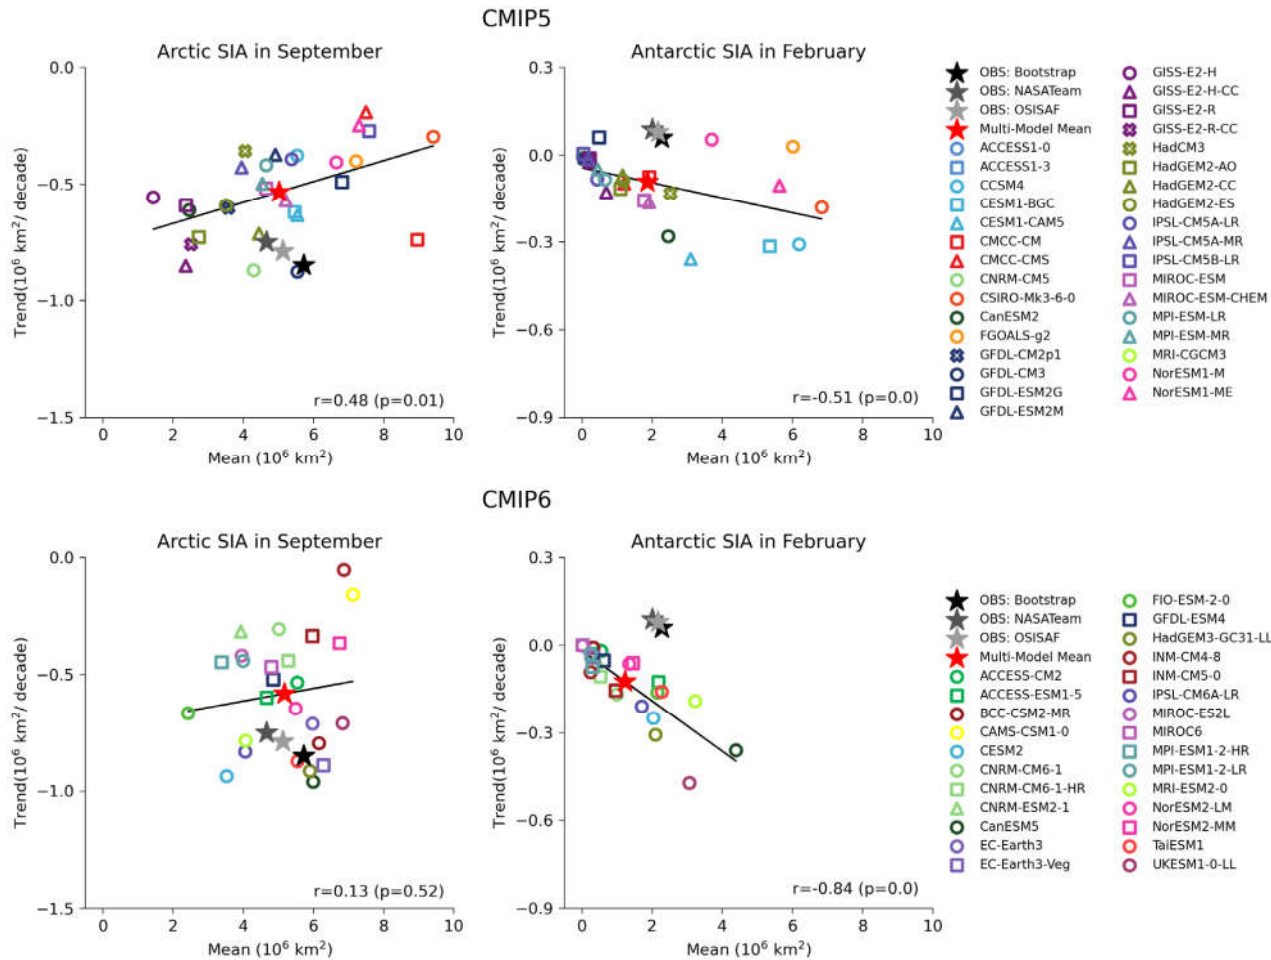 CMIP5
Arctic SIA in September
Antarctic SIA in February
Trend(10⁶ km²/ decade)
0.0
−0.5
−1.0
−1.5
r=0.48 (p=0.01)
0 2 4 6 8 10
Mean (10⁶ km²)
Trend(10⁶ km²/ decade)
0.3
0.0
−0.3
−0.6
−0.9
r=-0.51 (p=0.0)
0 2 4 6 8 10
Mean (10⁶ km²)
OBS: Bootstrap
OBS: NASATeam
OBS: OSISAF
Multi-Model Mean
ACCESS1-0
ACCESS1-3
CCSM4
CESM1-BGC
CESM1-CAM5
CMCC-CM
CMCC-CMS
CNRM-CM5
CSIRO-Mk3-6-0
CanESM2
FGOALS-g2
GFDL-CM2p1
GFDL-CM3
GFDL-ESM2G
GFDL-ESM2M
GISS-E2-H
GISS-E2-H-CC
GISS-E2-R
GISS-E2-R-CC
HadCM3
HadGEM2-AO
HadGEM2-CC
HadGEM2-ES
IPSL-CM5A-LR
IPSL-CM5A-MR
IPSL-CM5B-LR
MIROC-ESM
MIROC-ESM-CHEM
MPI-ESM-LR
MPI-ESM-MR
MRI-CGCM3
NorESM1-M
NorESM1-ME
CMIP6
Arctic SIA in September
Antarctic SIA in February
Trend(10⁶ km²/ decade)
0.0
−0.5
−1.0
−1.5
r=0.13 (p=0.52)
0 2 4 6 8 10
Mean (10⁶ km²)
Trend(10⁶ km²/ decade)
0.3
0.0
−0.3
−0.6
−0.9
r=-0.84 (p=0.0)
0 2 4 6 8 10
Mean (10⁶ km²)
OBS: Bootstrap
OBS: NASATeam
OBS: OSISAF
Multi-Model Mean
ACCESS-CM2
ACCESS-ESM1-5
BCC-CSM2-MR
CAMS-CSM1-0
CESM2
CNRM-CM6-1
CNRM-CM6-1-HR
CNRM-ESM2-1
CanESM5
EC-Earth3
EC-Earth3-Veg
FIO-ESM-2-0
GFDL-ESM4
HadGEM3-GC31-LL
INM-CM4-8
INM-CM5-0
IPSL-CM6A-LR
MIROC-ES2L
MIROC6
MPI-ESM1-2-HR
MPI-ESM1-2-LR
MRI-ESM2-0
NorESM2-LM
NorESM2-MM
TaiESM1
UKESM1-0-LL